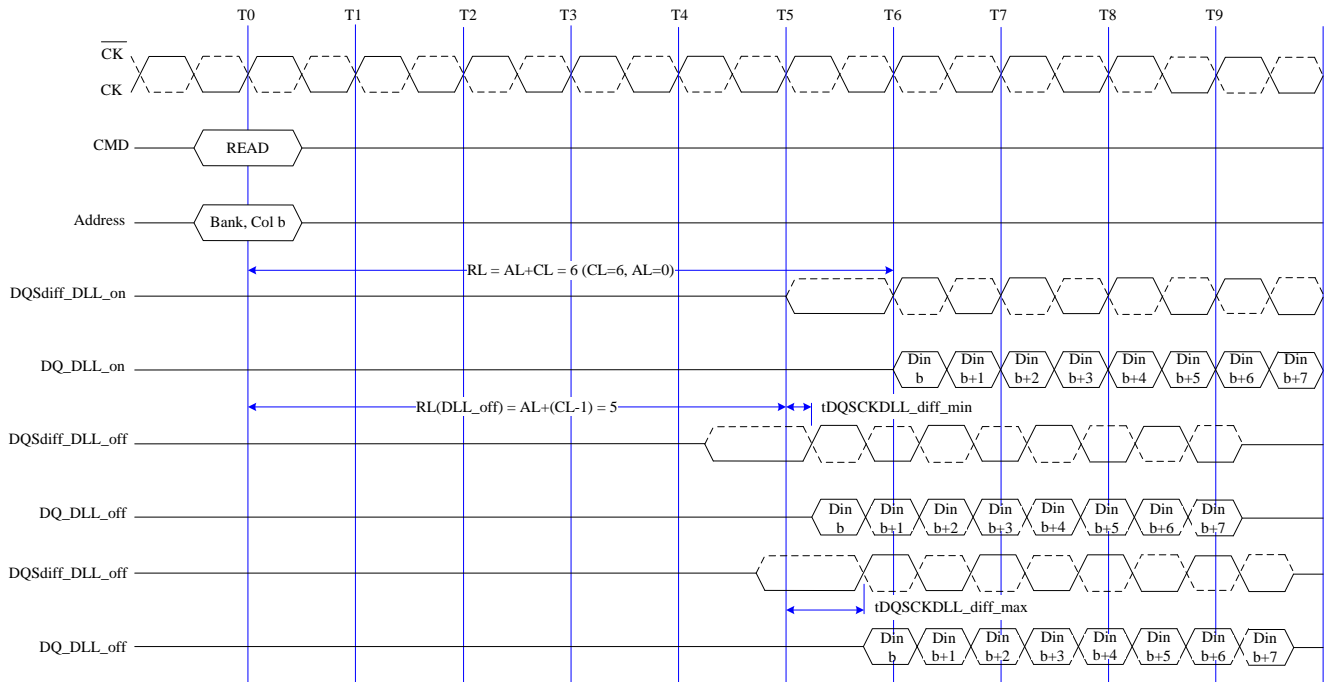 T0 T1 T2 T3 T4 T5 T6 T7 T8 T9
CK
CK
CMD READ
Address Bank, Col b
RL = AL+CL = 6 (CL=6, AL=0)
DQSdiff_DLL_on
DQ_DLL_on Din b Din b+1 Din b+2 Din b+3 Din b+4 Din b+5 Din b+6 Din b+7
RL(DLL_off) = AL+(CL-1) = 5 tDQSCKDLL_diff_min
DQSdiff_DLL_off
DQ_DLL_off Din b Din b+1 Din b+2 Din b+3 Din b+4 Din b+5 Din b+6 Din b+7
DQSdiff_DLL_off
tDQSCKDLL_diff_max
DQ_DLL_off Din b Din b+1 Din b+2 Din b+3 Din b+4 Din b+5 Din b+6 Din b+7